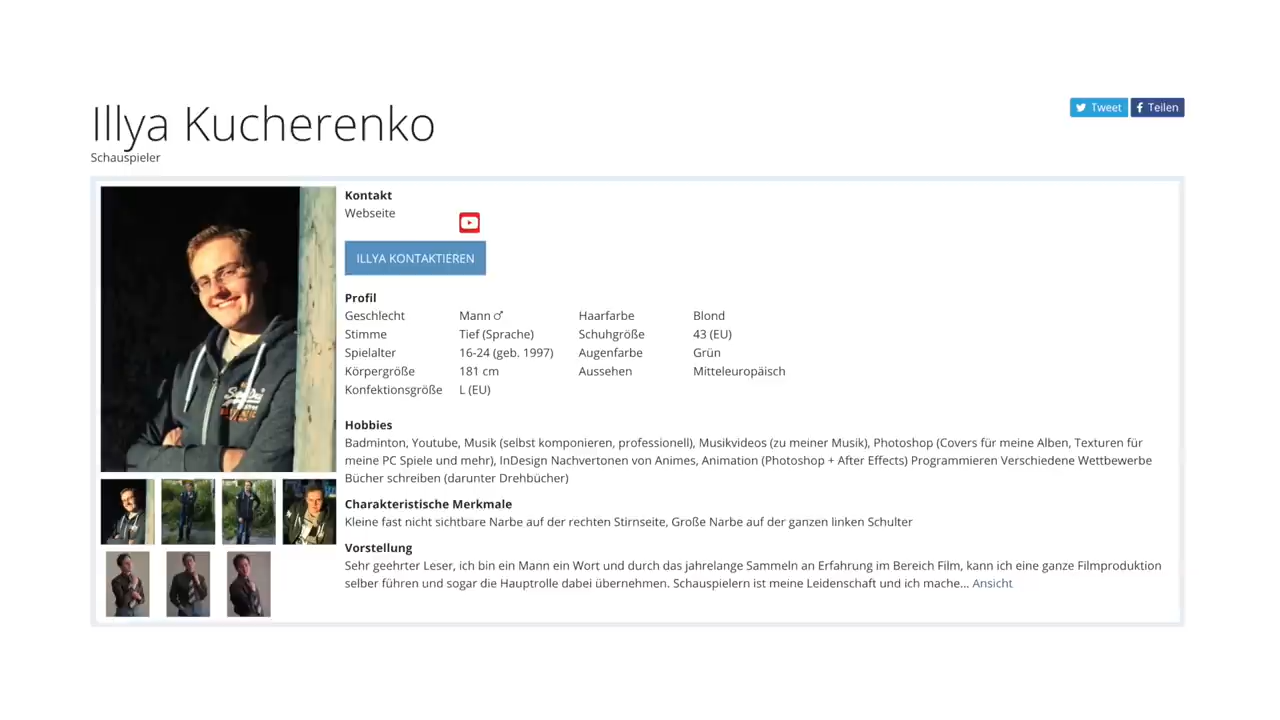 Illya Kucherenko
Tweet Teilen
Schauspieler
Kontakt
Webseite
ILLYA KONTAKTIEREN
Profil
Geschlecht Mann ♂ Haarfarbe Blond
Stimme Tief (Sprache) Schuhgröße 43 (EU)
Spielalter 16-24 (geb. 1997) Augenfarbe Grün
Körpergröße 181 cm Aussehen Mitteleuropäisch
Konfektionsgröße L (EU)
Hobbies
Badminton, Youtube, Musik (selbst komponieren, professionell), Musikvideos (zu meiner Musik), Photoshop (Covers für meine Alben, Texturen für
meine PC Spiele und mehr), InDesign Nachvertonen von Animes, Animation (Photoshop + After Effects) Programmieren Verschiedene Wettbewerbe
Bücher schreiben (darunter Drehbücher)
Charakteristische Merkmale
Kleine fast nicht sichtbare Narbe auf der rechten Stirnseite, Große Narbe auf der ganzen linken Schulter
Vorstellung
Sehr geehrter Leser, ich bin ein Mann ein Wort und durch das jahrelange Sammeln an Erfahrung im Bereich Film, kann ich eine ganze Filmproduktion
selber führen und sogar die Hauptrolle dabei übernehmen. Schauspielern ist meine Leidenschaft und ich mache... Ansicht